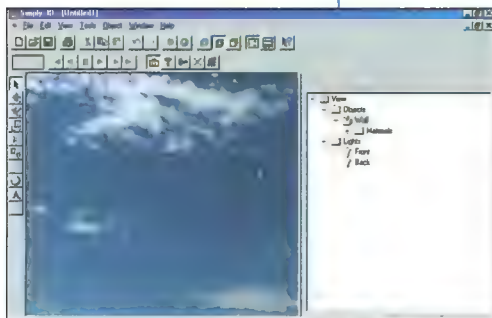 Simply 3D - [Untitled1]
File Edit View Tools Object Window Help
View
Objects
Wall
Materials
Lights
Front
Back